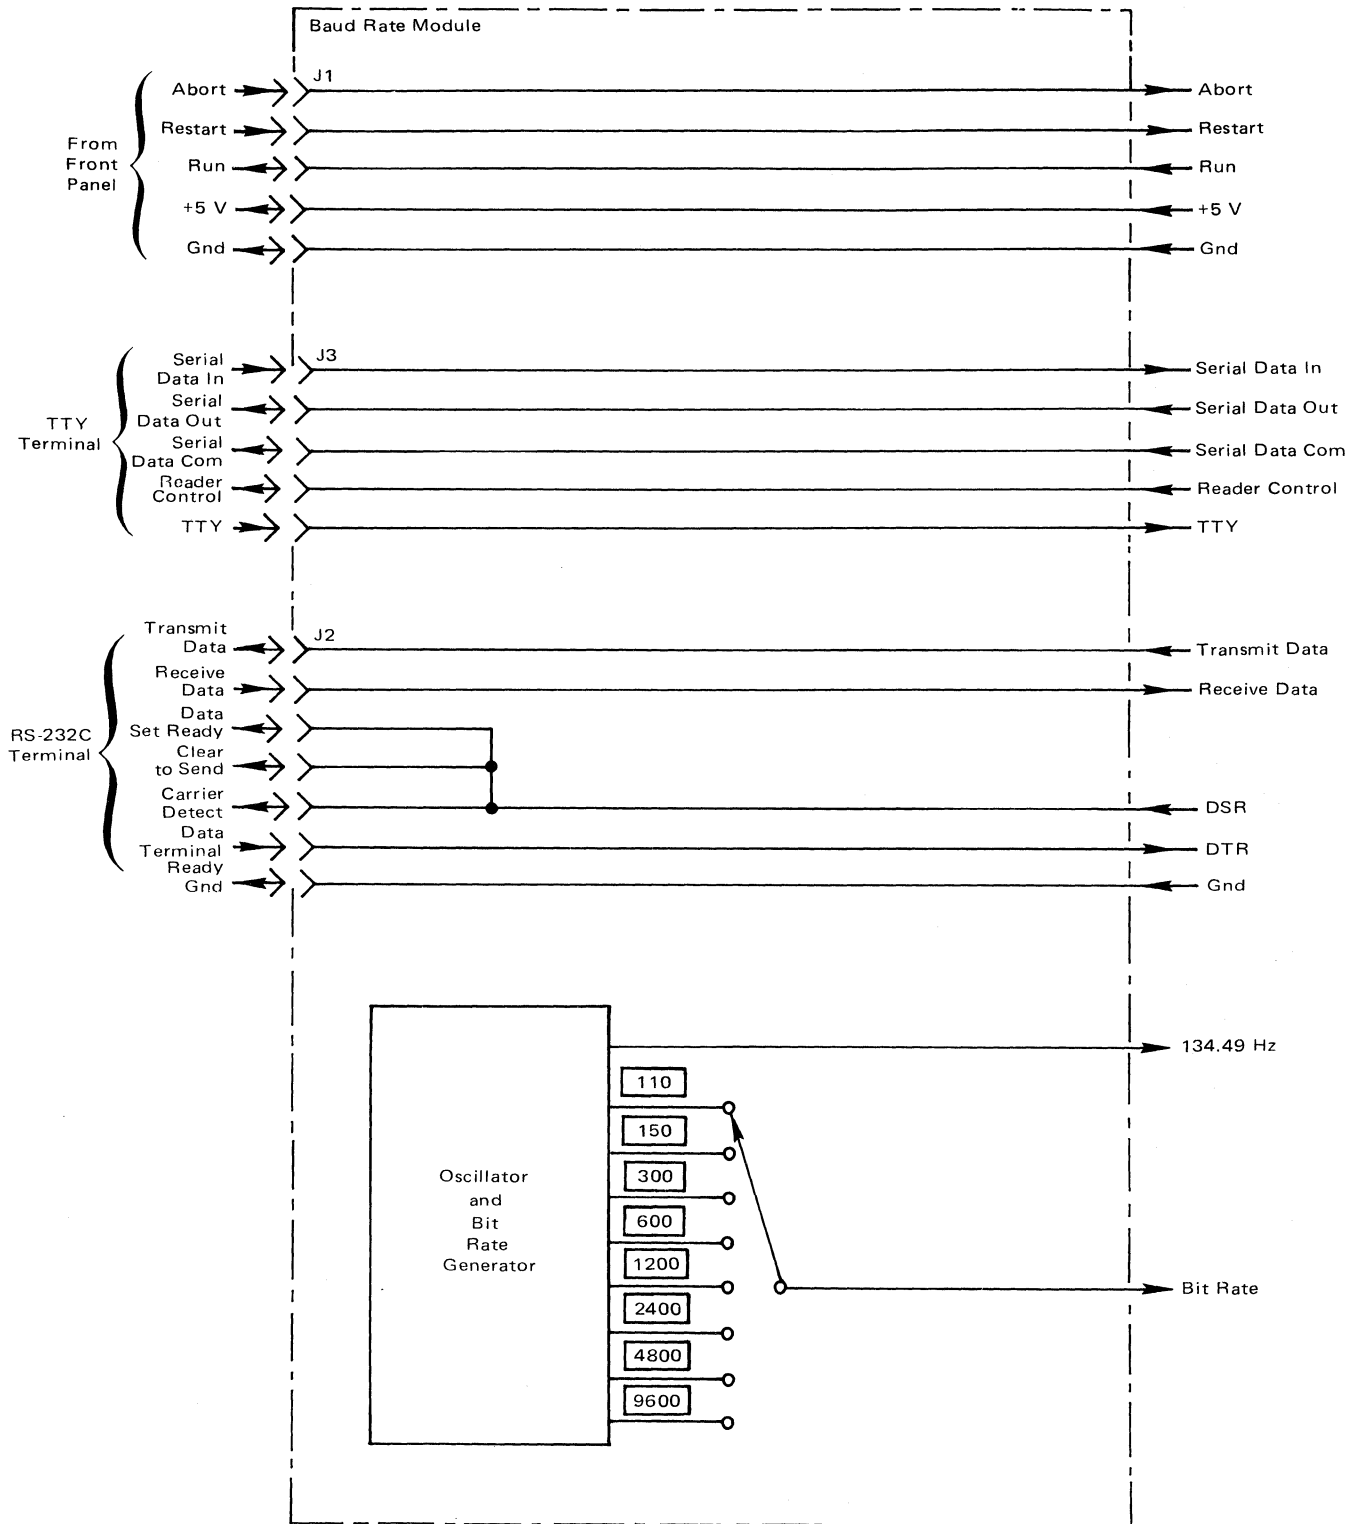 Baud Rate Module
J1
From
Front
Panel
Abort
Restart
Run
+5 V
Gnd
Abort
Restart
Run
+5 V
Gnd
J3
TTY
Terminal
Serial
Data In
Serial
Data Out
Serial
Data Com
Reader
Control
TTY
Serial Data In
Serial Data Out
Serial Data Com
Reader Control
TTY
J2
RS-232C
Terminal
Transmit
Data
Receive
Data
Data
Set Ready
Clear
to Send
Carrier
Detect
Data
Terminal
Ready
Gnd
Transmit Data
Receive Data
DSR
DTR
Gnd
Oscillator
and
Bit
Rate
Generator
110
150
300
600
1200
2400
4800
9600
134.49 Hz
Bit Rate